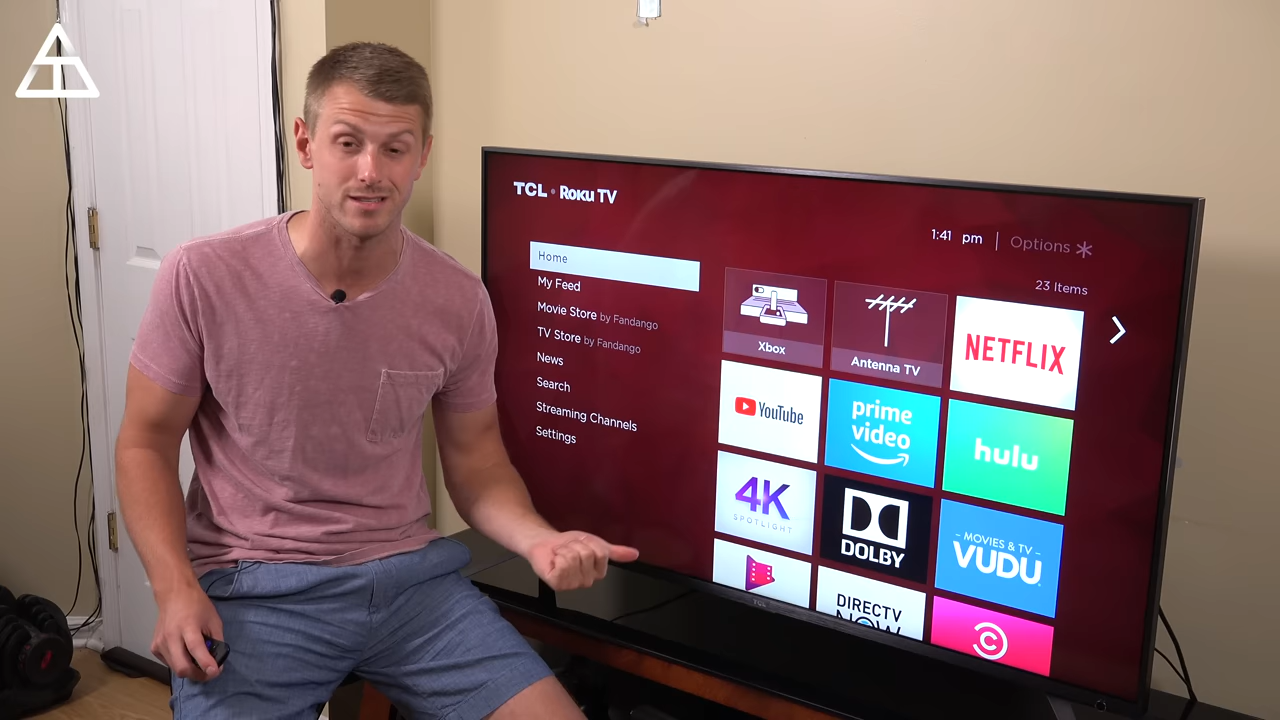 TCL • Roku TV
1:41 pm | Options
23 Items
Home
My Feed
Movie Store by Fandango
TV Store by Fandango
News
Search
Streaming Channels
Settings
Xbox
Antenna TV
NETFLIX
YouTube
prime video
hulu
4K
SPOTLIGHT
DOLBY
MOVIES & TV
VUDU
DIRECTV
NOW
TCL